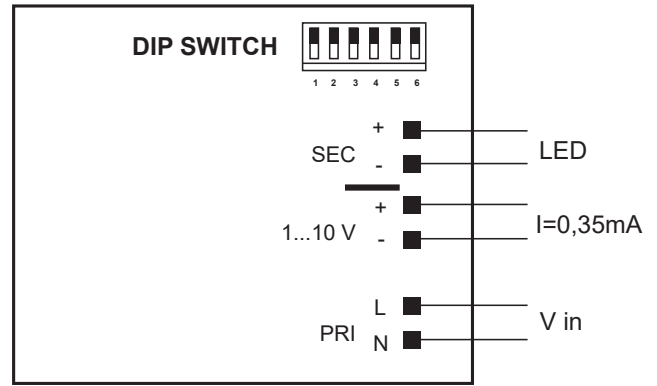 DIP SWITCH
1 2 3 4 5 6
+
SEC
-
LED
+
1...10 V
-
I=0,35mA
L
PRI
N
V in